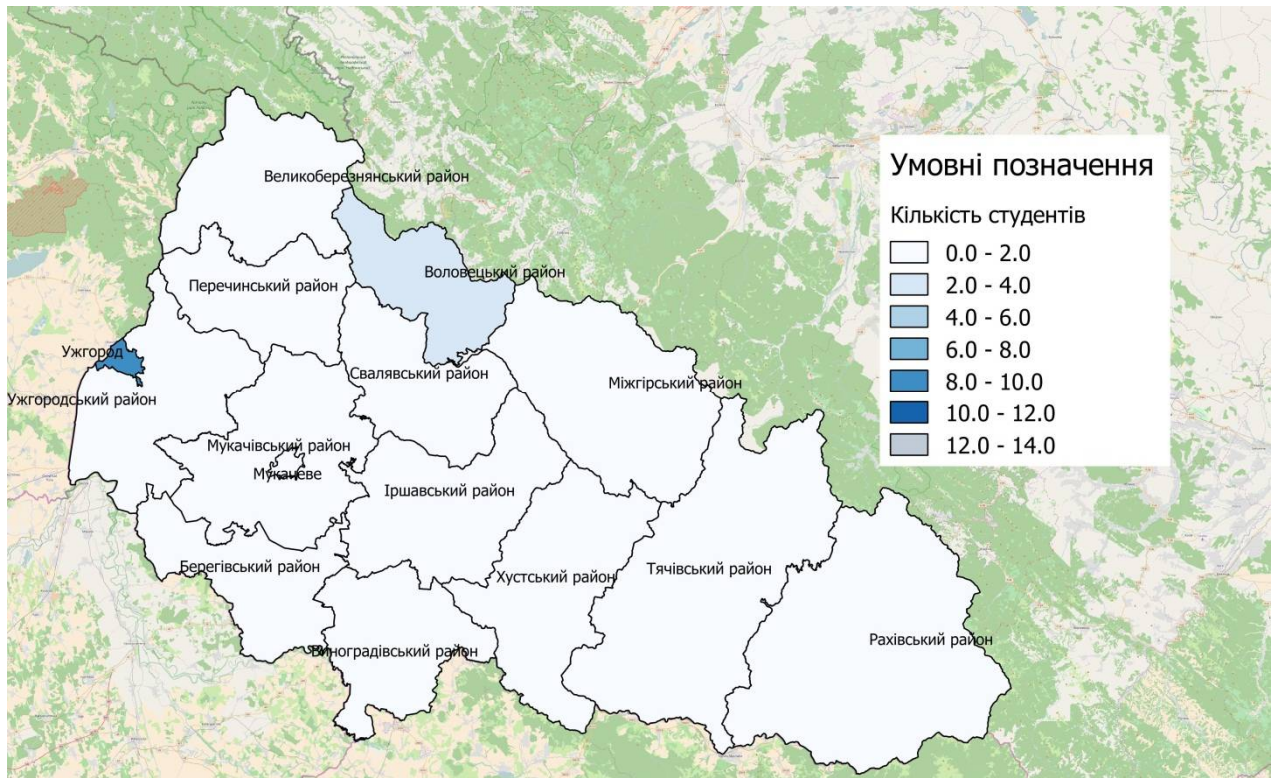 Великоберезнянський район
Воловецький район
Перечинський район
Ужгород
Ужгородський район
Свалявський район
Міжгірський район
Мукачівський район
Мукачеве
Іршавський район
Берегівський район
Хустський район
Тячівський район
Виноградівський район
Рахівський район
Умовні позначення
Кількість студентів
0.0 - 2.0
2.0 - 4.0
4.0 - 6.0
6.0 - 8.0
8.0 - 10.0
10.0 - 12.0
12.0 - 14.0